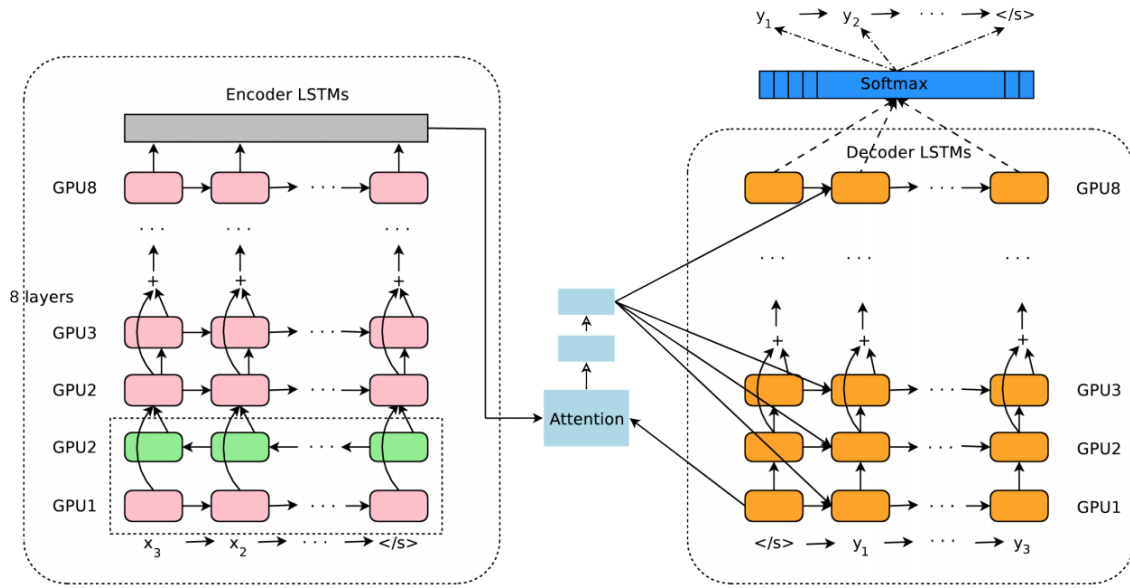 y1 y2 · · · </s>
Softmax
Encoder LSTMs
Decoder LSTMs
GPU8
· · ·
GPU8
· · ·
· · ·
· · ·
· · ·
· · ·
· · ·
· · ·
· · ·
+
+
+
8 layers
GPU3
· · ·
+
+
+
GPU2
· · ·
Attention
GPU3
· · ·
GPU2
· · ·
GPU2
· · ·
GPU1
· · ·
GPU1
· · ·
x3 x2 · · · </s>
</s> y1 · · · y3